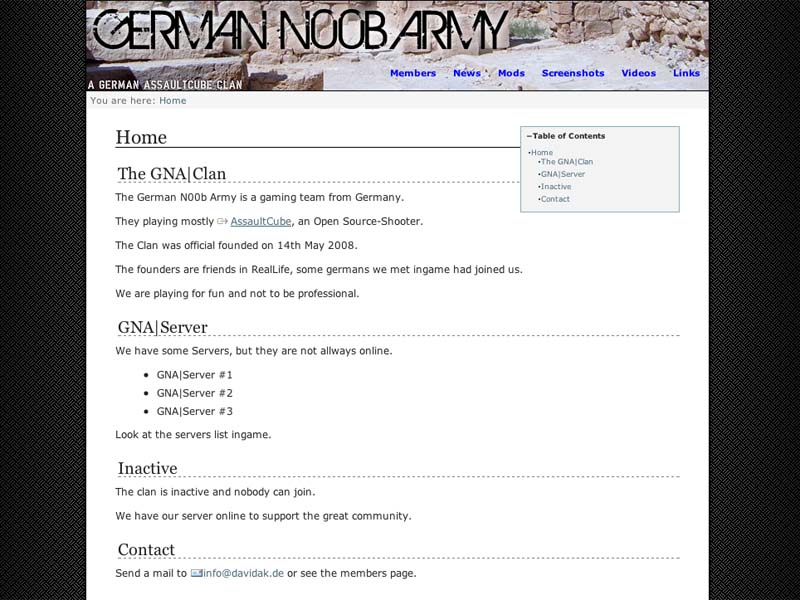 GERMAN N00B ARMY
A GERMAN ASSAULTCUBE CLAN
Members News Mods Screenshots Videos Links
You are here: Home
Home
−Table of Contents
•Home
•The GNA|Clan
•GNA|Server
•Inactive
•Contact
The GNA|Clan
The German N00b Army is a gaming team from Germany.
They playing mostly AssaultCube, an Open Source-Shooter.
The Clan was official founded on 14th May 2008.
The founders are friends in RealLife, some germans we met ingame had joined us.
We are playing for fun and not to be professional.
GNA|Server
We have some Servers, but they are not allways online.
• GNA|Server #1
• GNA|Server #2
• GNA|Server #3
Look at the servers list ingame.
Inactive
The clan is inactive and nobody can join.
We have our server online to support the great community.
Contact
Send a mail to info@davidak.de or see the members page.